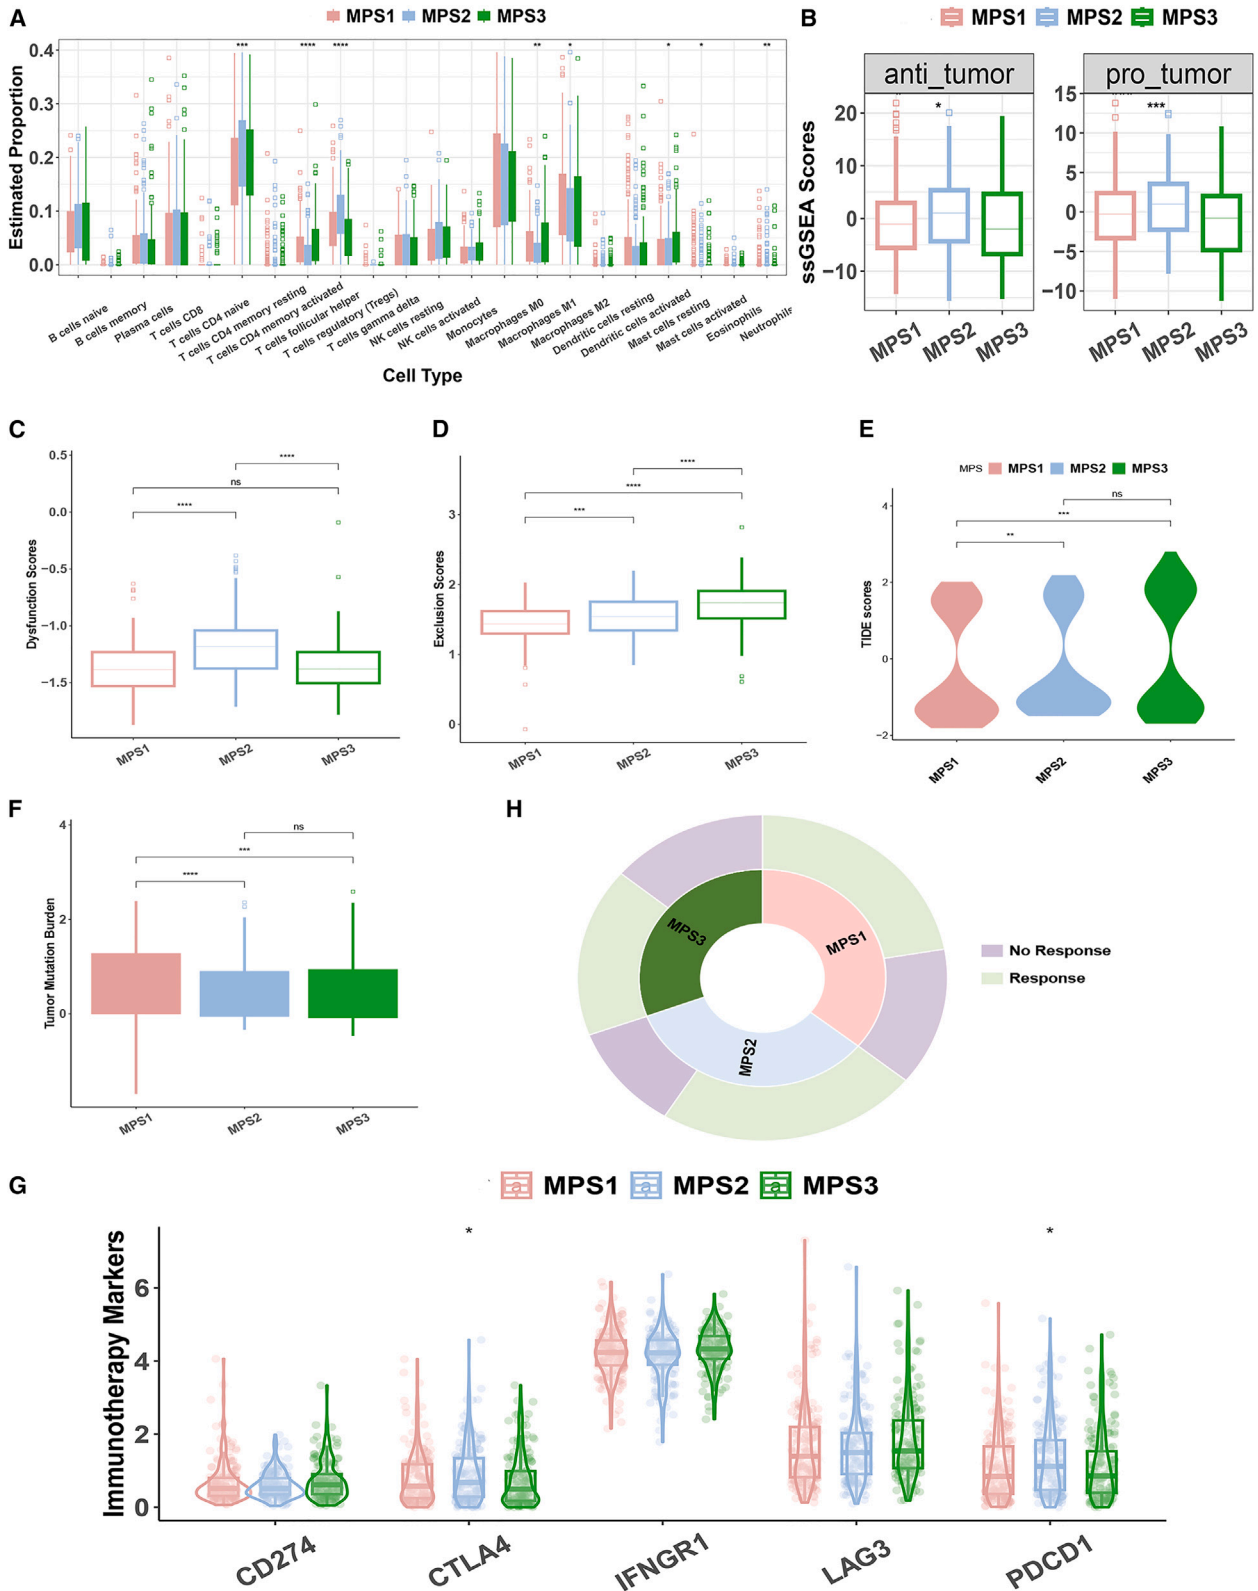 A
MPS1 MPS2 MPS3
Estimated Proportion
0.4
0.3
0.2
0.1
0.0
*** **** **** ** * * * **
B cells naive
B cells memory
Plasma cells
T cells CD8
T cells CD4 naive
T cells CD4 memory resting
T cells CD4 memory activated
T cells follicular helper
T cells regulatory (Tregs)
T cells gamma delta
NK cells resting
NK cells activated
Monocytes
Macrophages M0
Macrophages M1
Macrophages M2
Dendritic cells resting
Dendritic cells activated
Mast cells resting
Mast cells activated
Eosinophils
Neutrophils
Cell Type
B
MPS1 MPS2 MPS3
anti_tumor pro_tumor
ssGSEA Scores
20
10
0
−10
*
15
10
5
0
−5
−10
***
MPS1 MPS2 MPS3
MPS1 MPS2 MPS3
C
Dysfunction Scores
0.5
0.0
−0.5
−1.0
−1.5
****
ns
****
MPS1 MPS2 MPS3
D
Exclusion Scores
3
2
1
0
****
****
***
MPS1 MPS2 MPS3
E
MPS MPS1 MPS2 MPS3
TIDE scores
4
2
0
−2
ns
***
**
MPS1 MPS2 MPS3
F
Tumor Mutation Burden
4
2
0
ns
***
****
MPS1 MPS2 MPS3
H
MPS3
MPS1
MPS2
No Response
Response
G
a MPS1 a MPS2 a MPS3
Immunotherapy Markers
6
4
2
0
* *
CD274 CTLA4 IFNGR1 LAG3 PDCD1